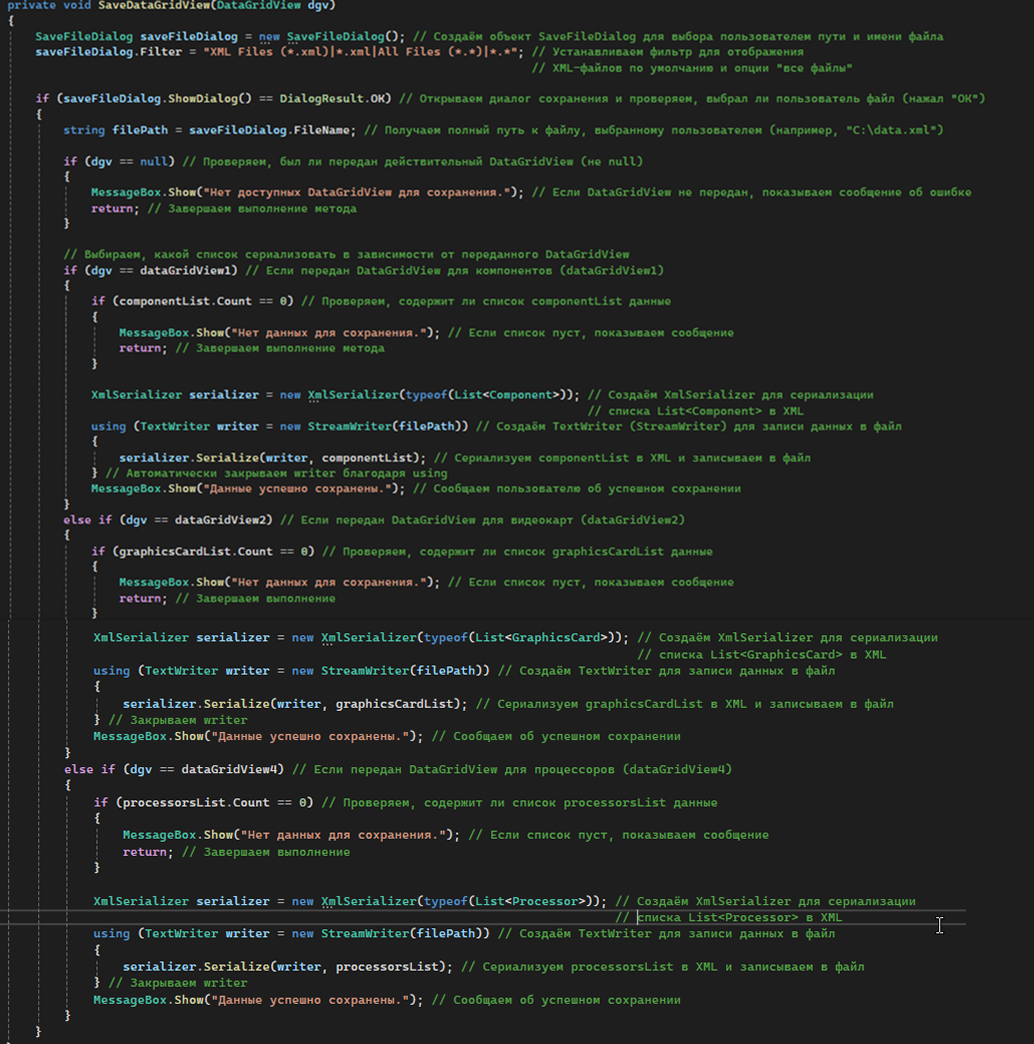 private void SaveDataGridView(DataGridView dgv)
{
SaveFileDialog saveFileDialog = new SaveFileDialog(); // Создаём объект SaveFileDialog для выбора пользователем пути и имени файла
saveFileDialog.Filter = "XML Files (*.xml)|*.xml|All Files (*.*)|*.*"; // Устанавливаем фильтр для отображения
// XML-файлов по умолчанию и опции "все файлы"
if (saveFileDialog.ShowDialog() == DialogResult.OK) // Открываем диалог сохранения и проверяем, выбрал ли пользователь файл (нажал "ОК")
{
string filePath = saveFileDialog.FileName; // Получаем полный путь к файлу, выбранному пользователем (например, "C:\data.xml")
if (dgv == null) // Проверяем, был ли передан действительный DataGridView (не null)
{
MessageBox.Show("Нет доступных DataGridView для сохранения."); // Если DataGridView не передан, показываем сообщение об ошибке
return; // Завершаем выполнение метода
}
// Выбираем, какой список сериализовать в зависимости от переданного DataGridView
if (dgv == dataGridView1) // Если передан DataGridView для компонентов (dataGridView1)
{
if (componentList.Count == 0) // Проверяем, содержит ли список componentList данные
{
MessageBox.Show("Нет данных для сохранения."); // Если список пуст, показываем сообщение
return; // Завершаем выполнение метода
}
XmlSerializer serializer = new XmlSerializer(typeof(List<Component>)); // Создаём XmlSerializer для сериализации
// списка List<Component> в XML
using (TextWriter writer = new StreamWriter(filePath)) // Создаём TextWriter (StreamWriter) для записи данных в файл
{
serializer.Serialize(writer, componentList); // Сериализуем componentList в XML и записываем в файл
} // Автоматически закрываем writer благодаря using
MessageBox.Show("Данные успешно сохранены."); // Сообщаем пользователю об успешном сохранении
}
else if (dgv == dataGridView2) // Если передан DataGridView для видеокарт (dataGridView2)
{
if (graphicsCardList.Count == 0) // Проверяем, содержит ли список graphicsCardList данные
{
MessageBox.Show("Нет данных для сохранения."); // Если список пуст, показываем сообщение
return; // Завершаем выполнение
}
XmlSerializer serializer = new XmlSerializer(typeof(List<GraphicsCard>)); // Создаём XmlSerializer для сериализации
// списка List<GraphicsCard> в XML
using (TextWriter writer = new StreamWriter(filePath)) // Создаём TextWriter для записи данных в файл
{
serializer.Serialize(writer, graphicsCardList); // Сериализуем graphicsCardList в XML и записываем в файл
} // Закрываем writer
MessageBox.Show("Данные успешно сохранены."); // Сообщаем об успешном сохранении
}
else if (dgv == dataGridView4) // Если передан DataGridView для процессоров (dataGridView4)
{
if (processorsList.Count == 0) // Проверяем, содержит ли список processorsList данные
{
MessageBox.Show("Нет данных для сохранения."); // Если список пуст, показываем сообщение
return; // Завершаем выполнение
}
XmlSerializer serializer = new XmlSerializer(typeof(List<Processor>)); // Создаём XmlSerializer для сериализации
// списка List<Processor> в XML
using (TextWriter writer = new StreamWriter(filePath)) // Создаём TextWriter для записи данных в файл
{
serializer.Serialize(writer, processorsList); // Сериализуем processorsList в XML и записываем в файл
} // Закрываем writer
MessageBox.Show("Данные успешно сохранены."); // Сообщаем об успешном сохранении
}
}